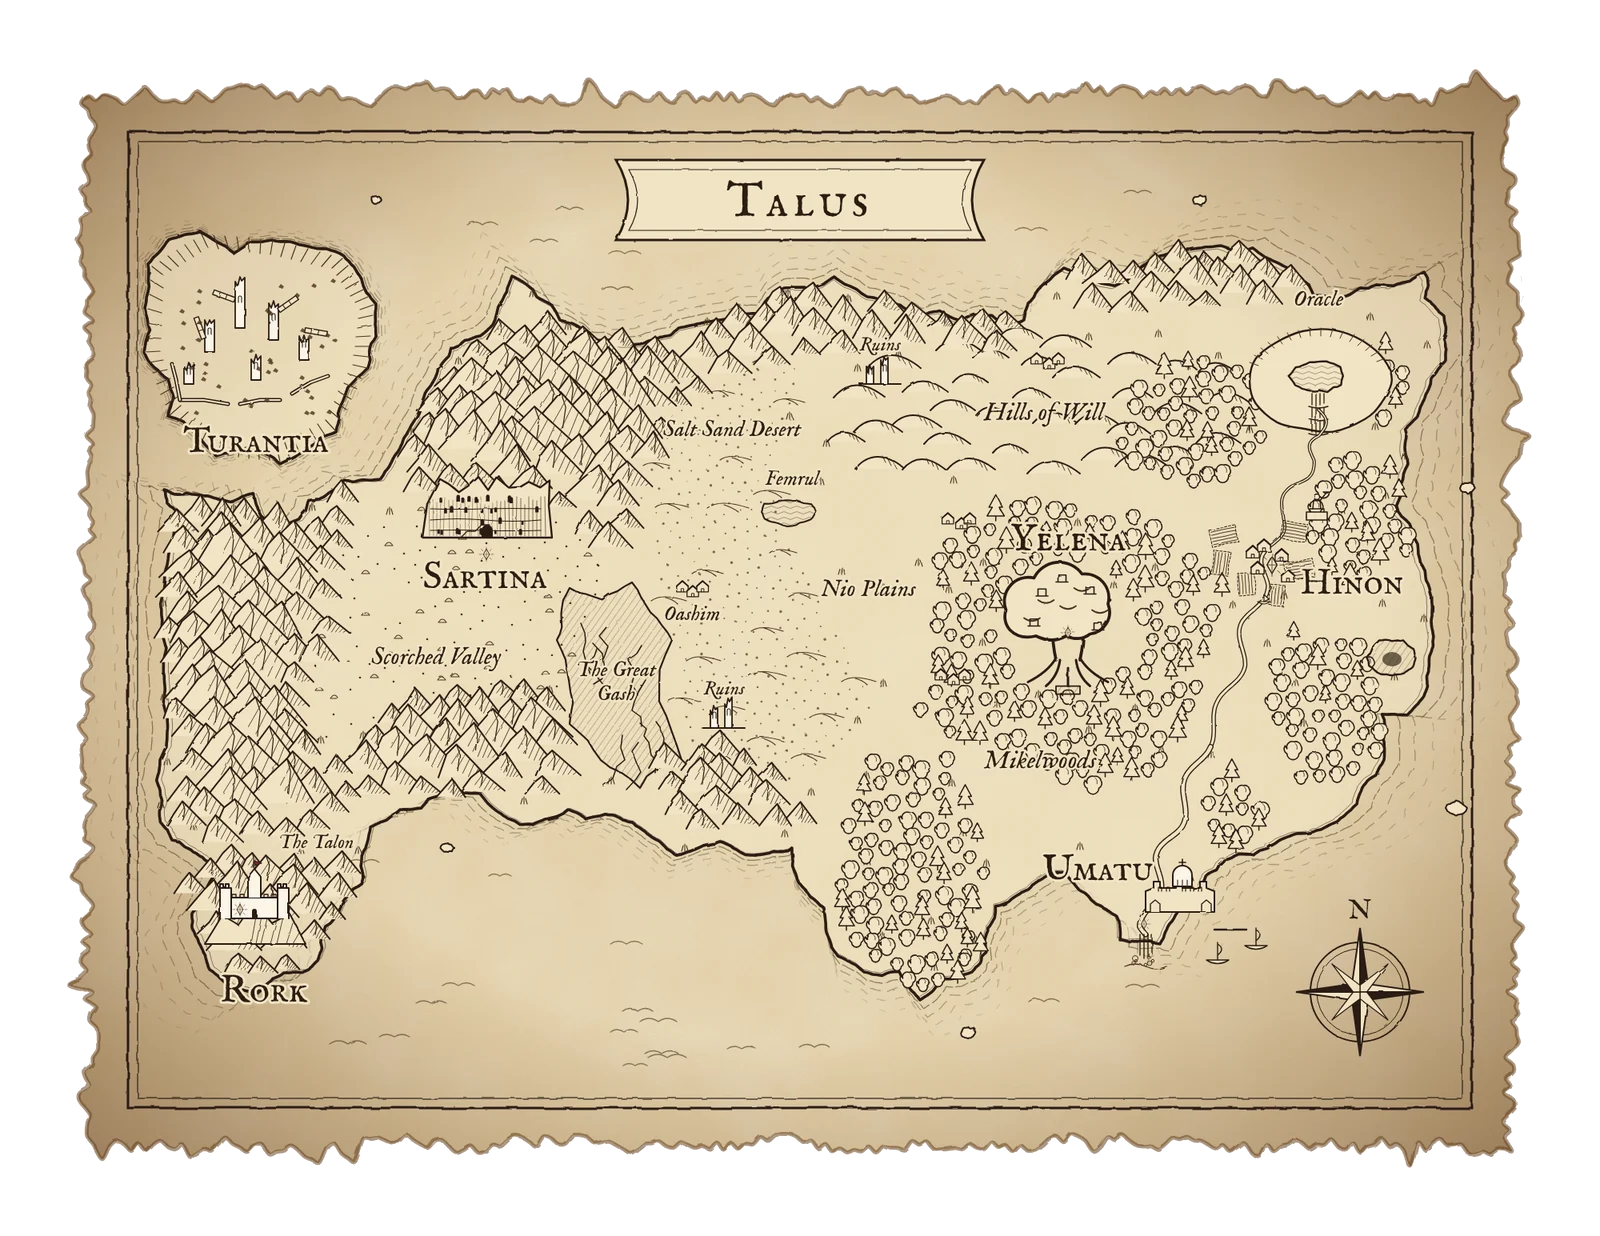 Talus
Oracle
Ruins
Hills of Will
Salt Sand Desert
Turantia
Femrul
Yelena
Sartina
Nio Plains
Hinon
Oashim
Scorched Valley
The Great
Gash
Ruins
Mikelwoods
The Talon
Umatu
N
Rork